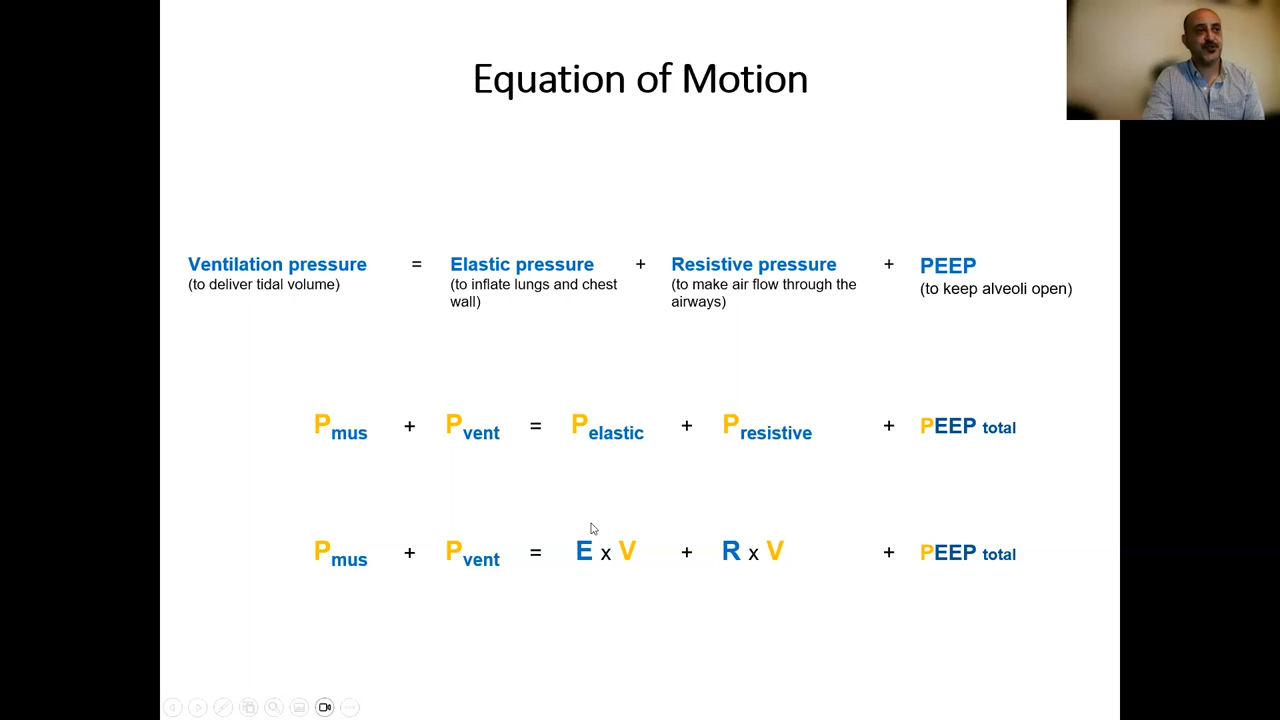 Equation of Motion
Ventilation pressure = Elastic pressure + Resistive pressure + PEEP
(to deliver tidal volume) (to inflate lungs and chest wall) (to make air flow through the airways) (to keep alveoli open)
Pmus + Pvent = Pelastic + Presistive + PEEP total
Pmus + Pvent = E x V + R x V + PEEP total